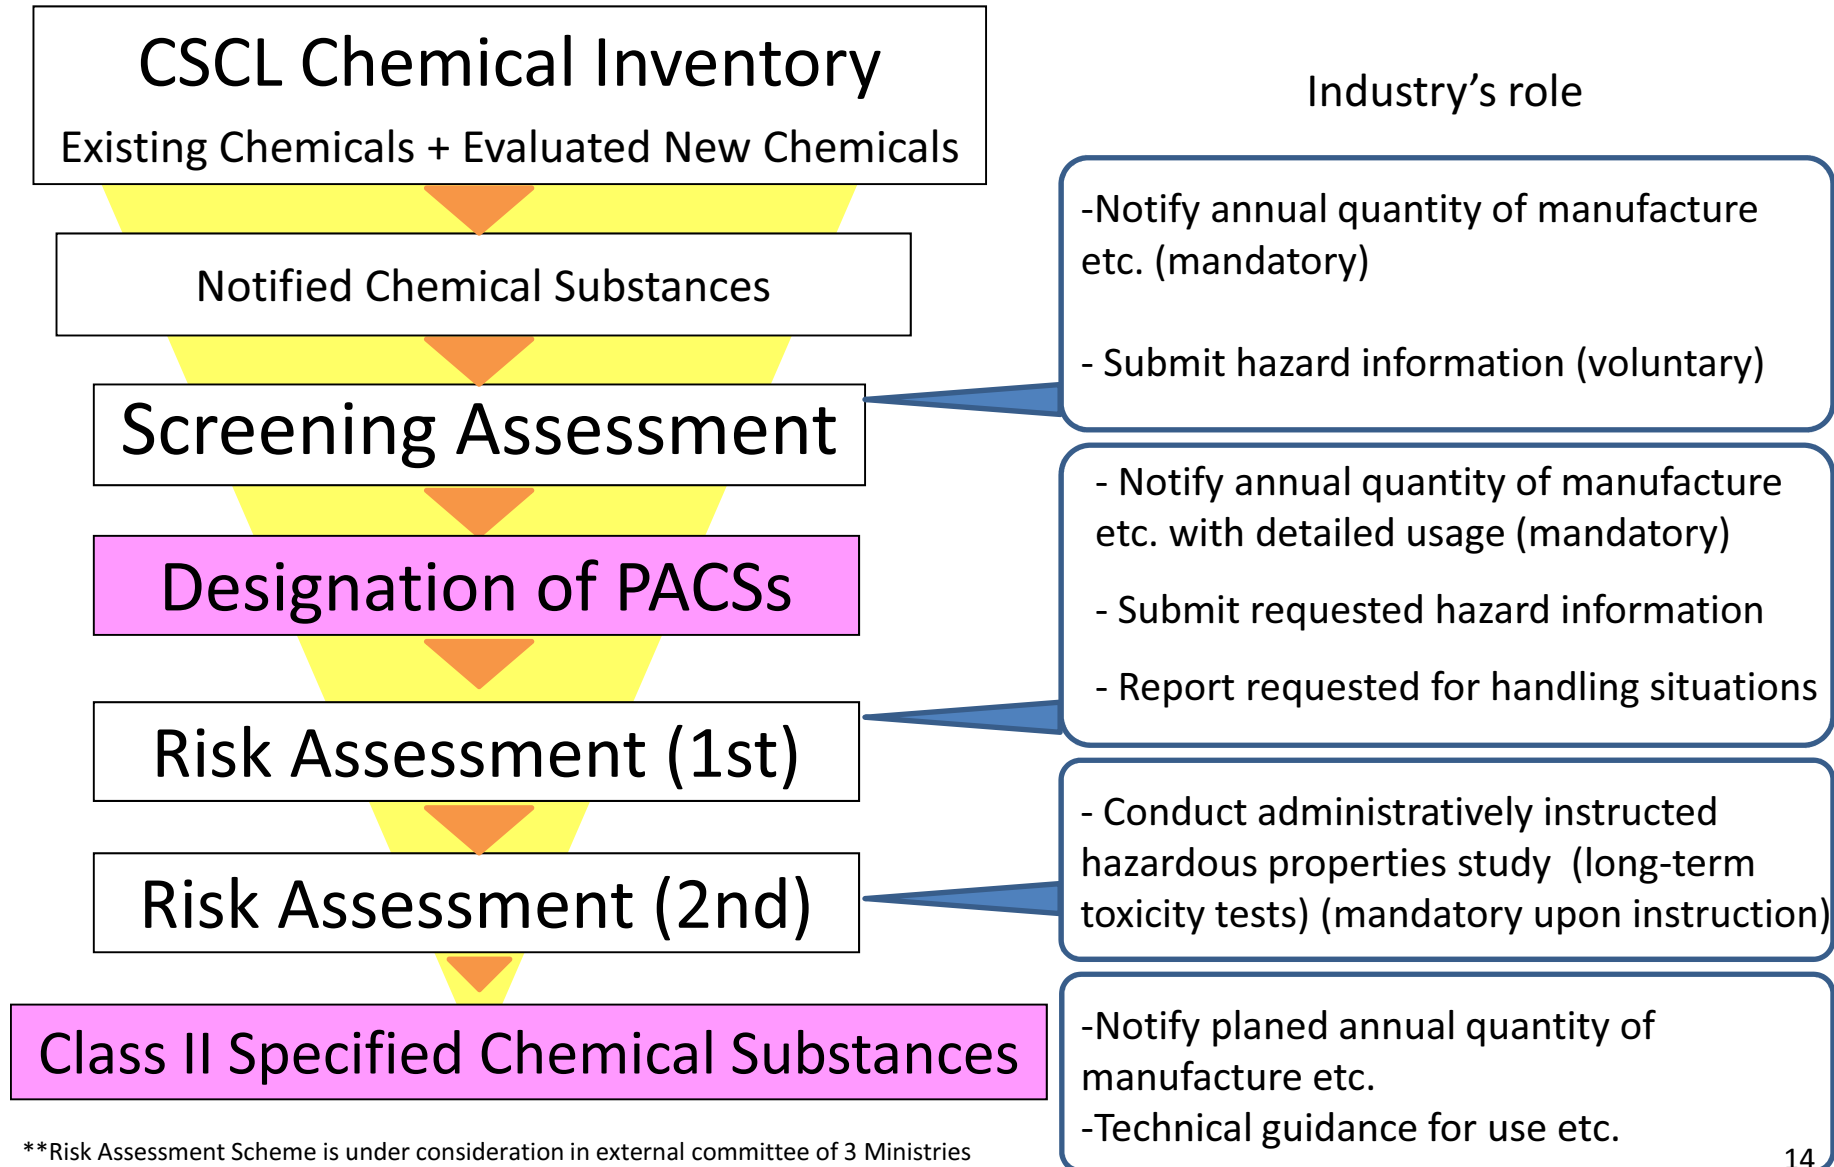 CSCL Chemical Inventory
Existing Chemicals + Evaluated New Chemicals
Notified Chemical Substances
Screening Assessment
Designation of PACSs
Risk Assessment (1st)
Risk Assessment (2nd)
Class II Specified Chemical Substances
**Risk Assessment Scheme is under consideration in external committee of 3 Ministries
Industry’s role
-Notify annual quantity of manufacture
etc. (mandatory)
- Submit hazard information (voluntary)
- Notify annual quantity of manufacture
etc. with detailed usage (mandatory)
- Submit requested hazard information
- Report requested for handling situations
- Conduct administratively instructed
hazardous properties study (long-term
toxicity tests) (mandatory upon instruction)
-Notify planed annual quantity of
manufacture etc.
-Technical guidance for use etc.
14